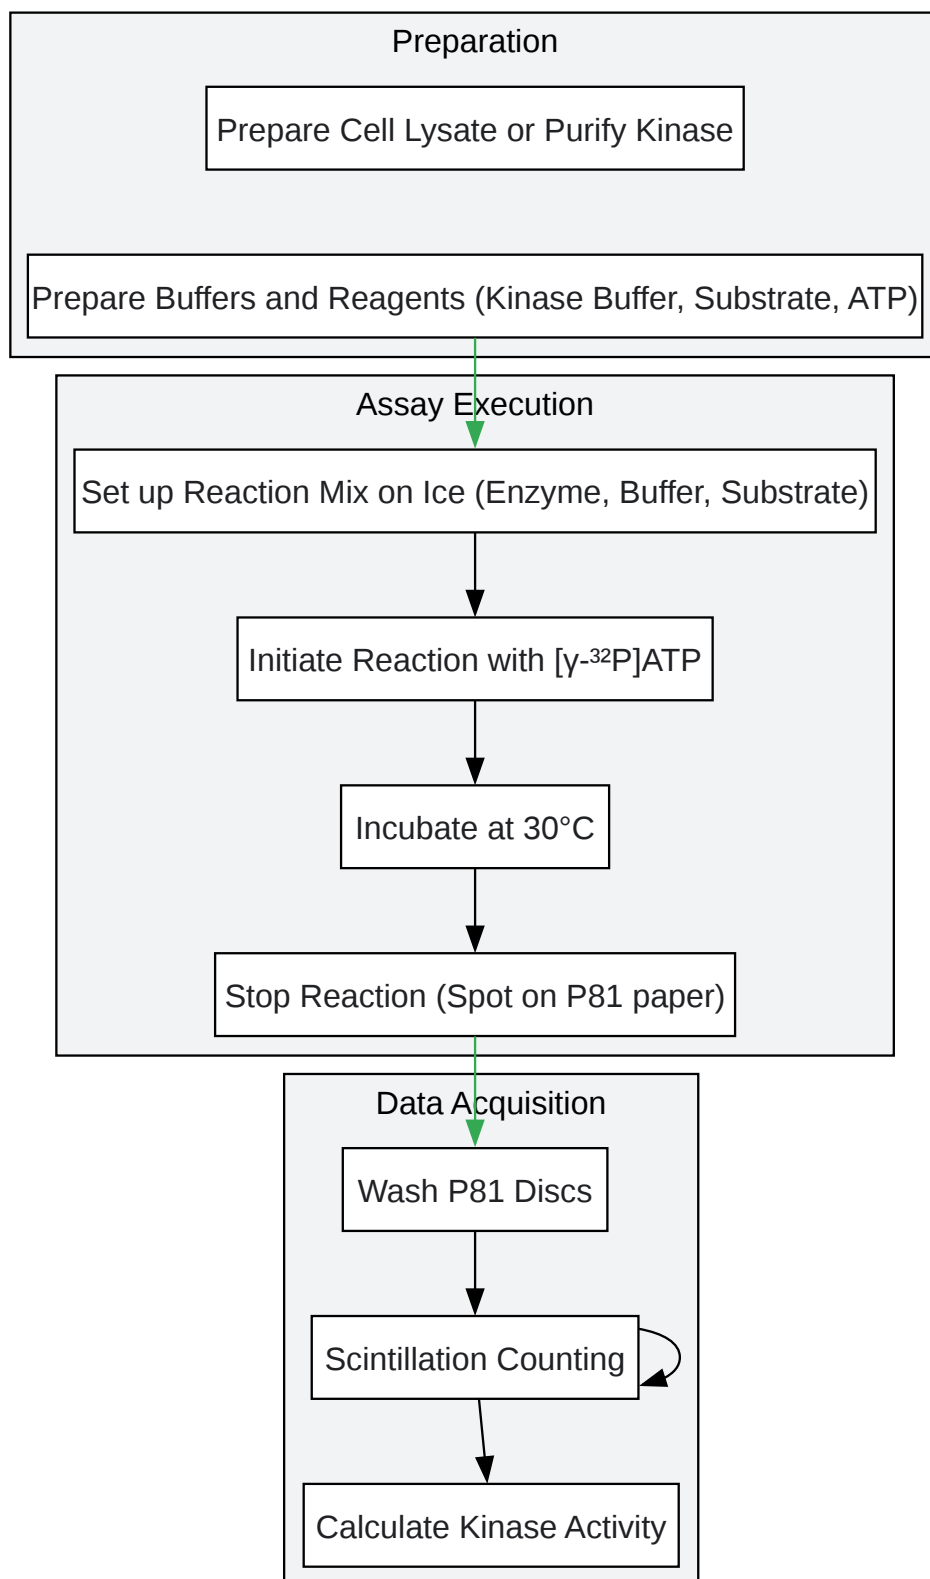 Preparation
Prepare Cell Lysate or Purify Kinase
Prepare Buffers and Reagents (Kinase Buffer, Substrate, ATP)
Assay Execution
Set up Reaction Mix on Ice (Enzyme, Buffer, Substrate)
Initiate Reaction with [γ-³²P]ATP
Incubate at 30°C
Stop Reaction (Spot on P81 paper)
Data Acquisition
Wash P81 Discs
Scintillation Counting
Calculate Kinase Activity